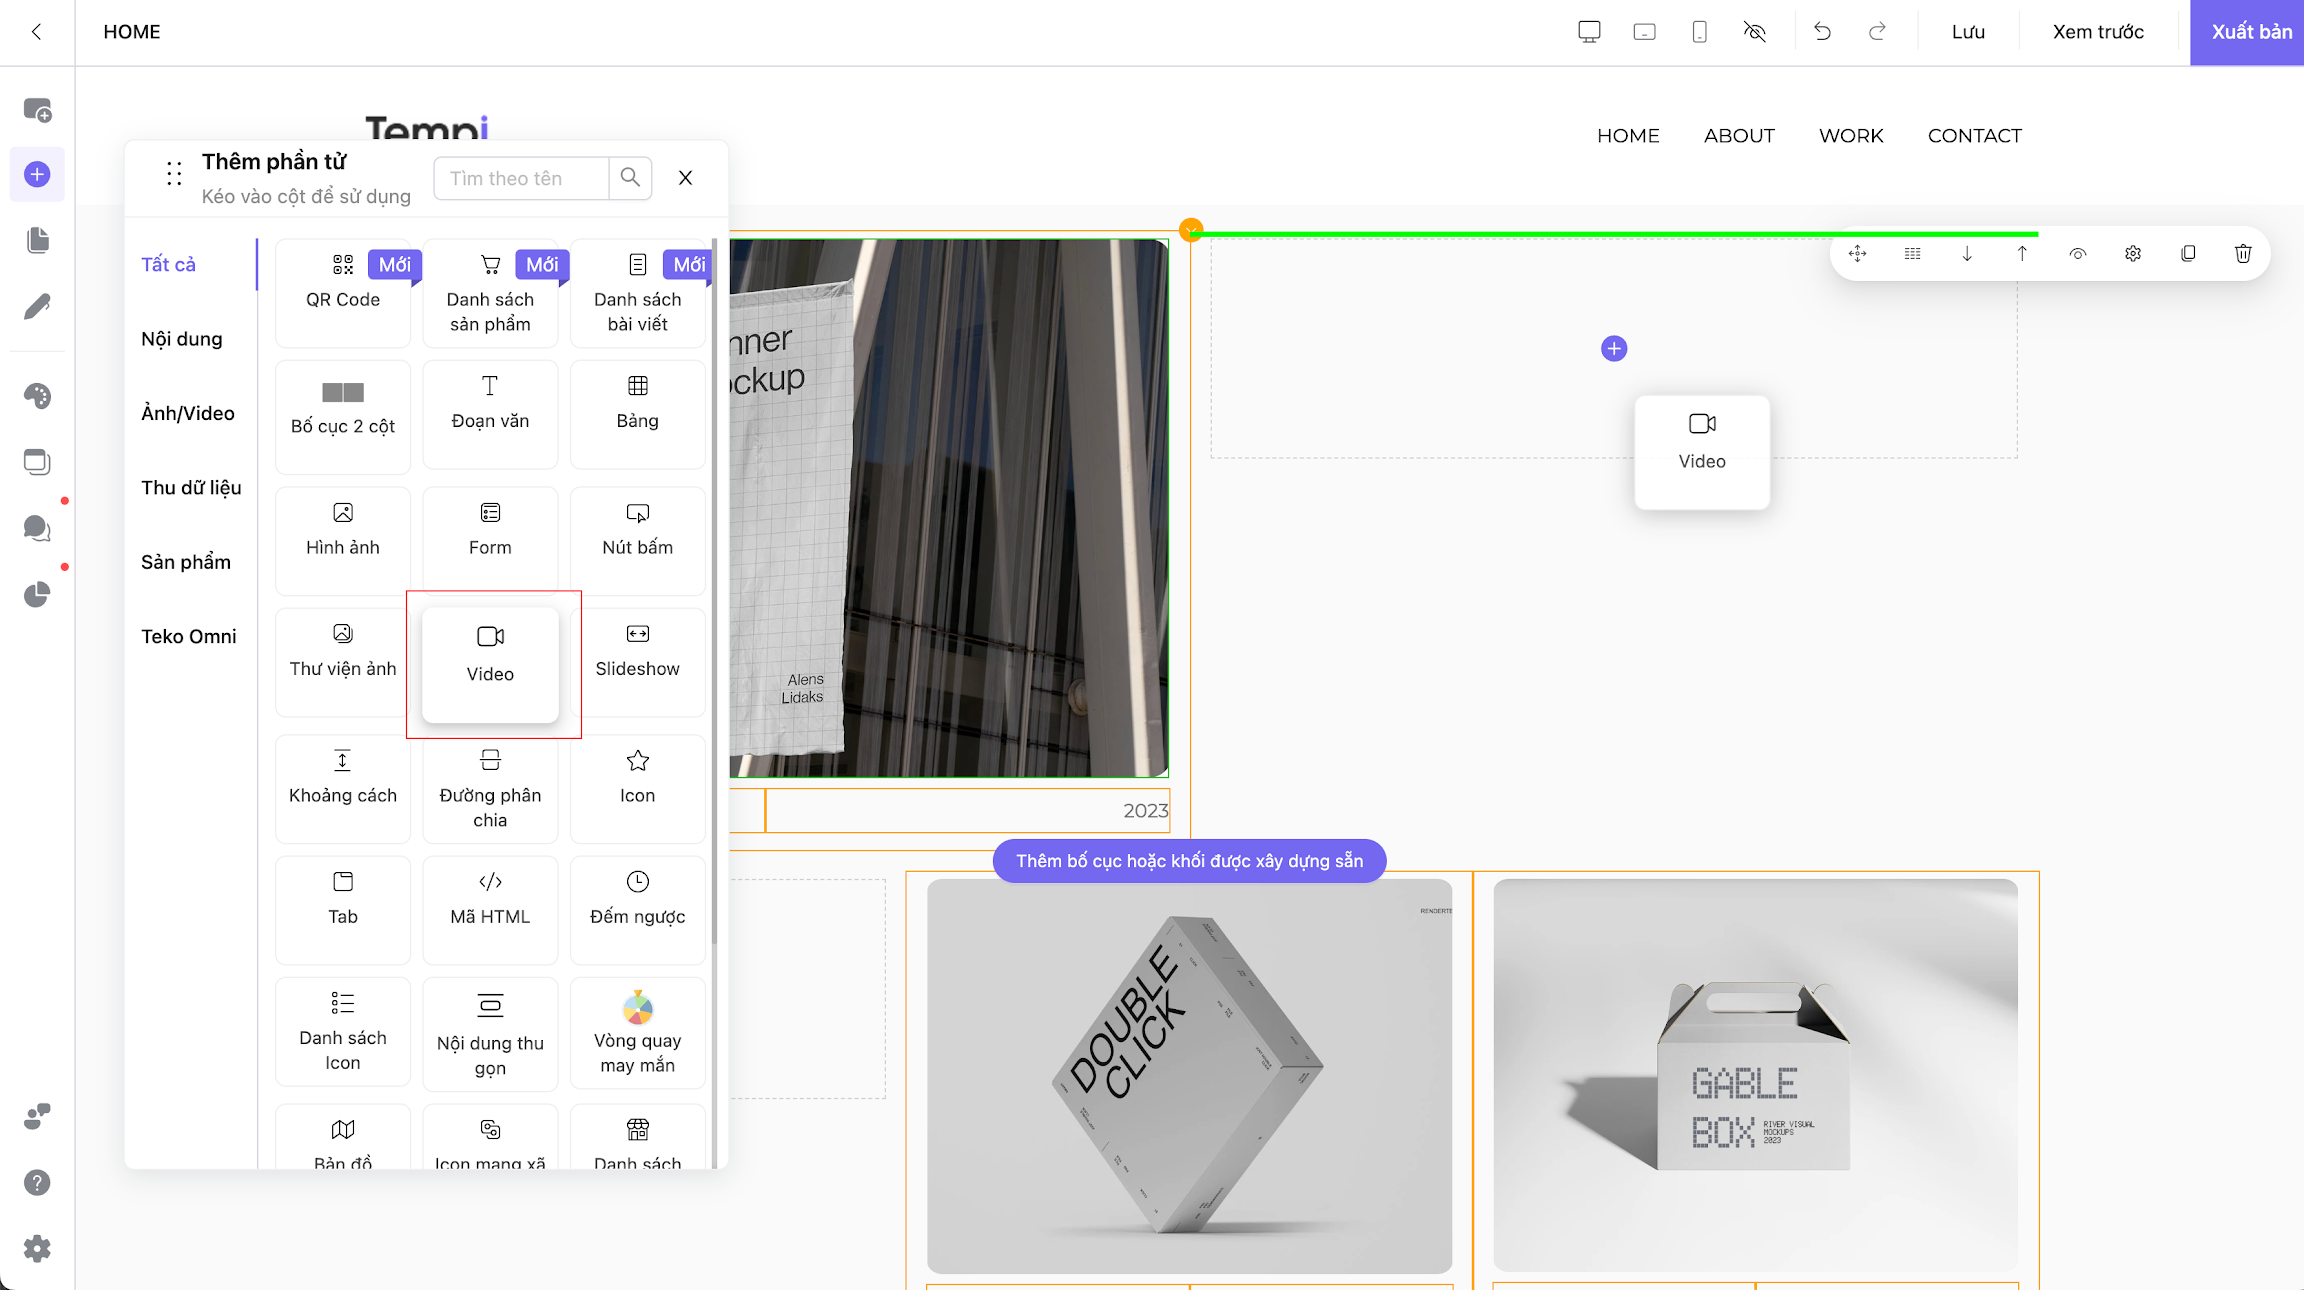 HOME
Lưu
Xem trước
Xuất bản
Tempi
HOME
ABOUT
WORK
CONTACT
Thêm phần tử
Kéo vào cột để sử dụng
Tìm theo tên
Tất cả
Nội dung
Ảnh/Video
Thu dữ liệu
Sản phẩm
Teko Omni
Mới
QR Code
Mới
Danh sách
sản phẩm
Mới
Danh sách
bài viết
Bố cục 2 cột
Đoạn văn
Bảng
Hình ảnh
Form
Nút bấm
Thư viện ảnh
Video
Slideshow
Khoảng cách
Đường phân
chia
Icon
Tab
Mã HTML
Đếm ngược
Danh sách
Icon
Nội dung thu
gọn
Vòng quay
may mắn
Bản đồ
Icon mạng xã
Danh sách
nner
ockup
Alens
Lidaks
2023
Video
Thêm bố cục hoặc khối được xây dựng sẵn
RENDERTE
DOUBLE
CLICK
GABLE
BOX
RIVER VISUAL
MOCKUPS
2023